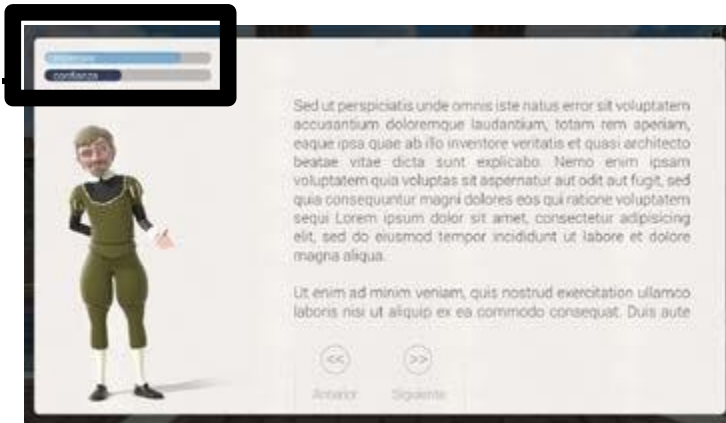 confianza
Sed ut perspiciatis unde omnis iste natus error sit voluptatem
accusantium doloremque laudantium, totam rem aperiam,
eaque ipsa quae ab illo inventore veritatis et quasi architecto
beatae vitae dicta sunt explicabo. Nemo enim ipsam
voluptatem quia voluptas sit aspernatur aut odit aut fugit, sed
quia consequuntur magni dolores eos qui ratione voluptatem
sequi Lorem ipsum dolor sit amet, consectetur adipisicing
elit, sed do eiusmod tempor incididunt ut labore et dolore
magna aliqua.
Ut enim ad minim veniam, quis nostrud exercitation ullamco
laboris nisi ut aliquip ex ea commodo consequat. Duis aute
<< >>
Anterior Siguiente